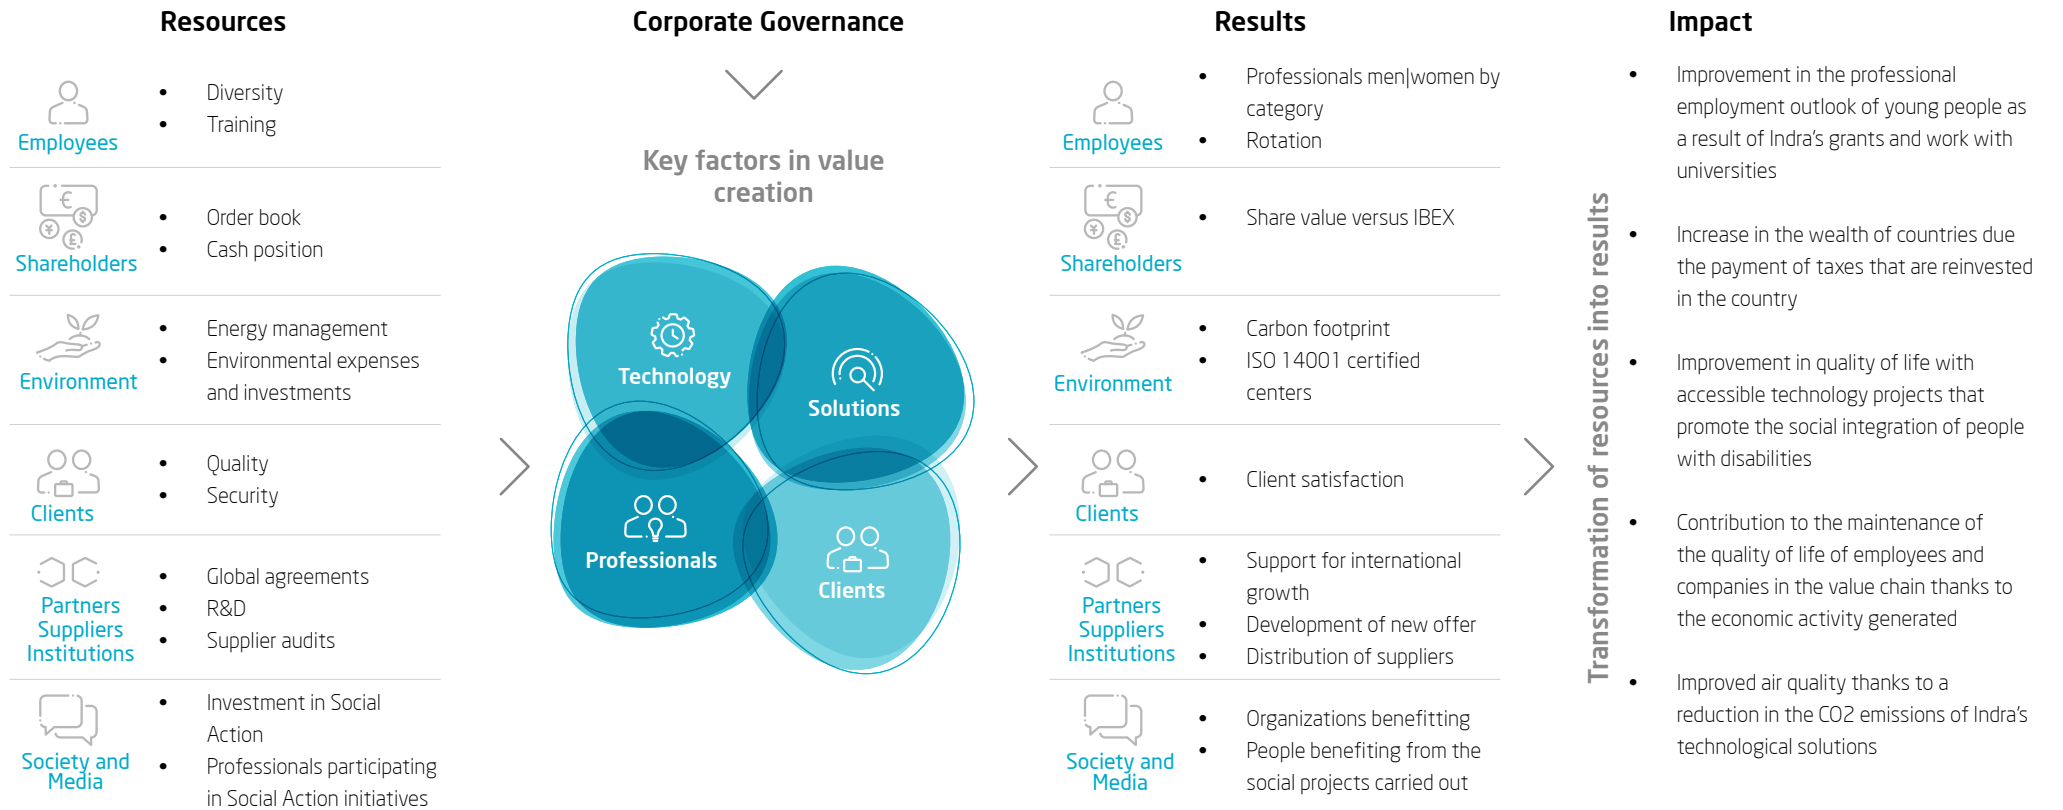 Resources
Employees
• Diversity
• Training
Shareholders
• Order book
• Cash position
Environment
• Energy management
• Environmental expenses
and investments
Clients
• Quality
• Security
Partners
Suppliers
Institutions
• Global agreements
• R&D
• Supplier audits
Society and
Media
• Investment in Social
Action
• Professionals participating
in Social Action initiatives
Corporate Governance
Key factors in value
creation
Technology
Solutions
Professionals
Clients
Results
Employees
• Professionals men|women by
category
• Rotation
Shareholders
• Share value versus IBEX
Environment
• Carbon footprint
• ISO 14001 certified
centers
Clients
• Client satisfaction
Partners
Suppliers
Institutions
• Support for international
growth
• Development of new offer
• Distribution of suppliers
Society and
Media
• Organizations benefitting
• People benefiting from the
social projects carried out
Transformation of resources into results
Impact
• Improvement in the professional
employment outlook of young people as
a result of Indra's grants and work with
universities
• Increase in the wealth of countries due
the payment of taxes that are reinvested
in the country
• Improvement in quality of life with
accessible technology projects that
promote the social integration of people
with disabilities
• Contribution to the maintenance of
the quality of life of employees and
companies in the value chain thanks to
the economic activity generated
• Improved air quality thanks to a
reduction in the CO2 emissions of Indra's
technological solutions